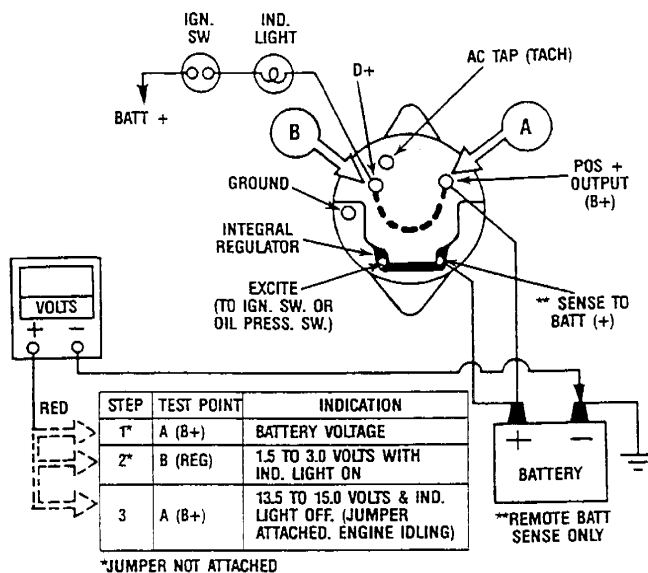 IGN.
SW
IND.
LIGHT
D+
AC TAP (TACH)
BATT +
B
A
GROUND
POS +
OUTPUT
(B+)
INTEGRAL
REGULATOR
EXCITE
(TO IGN. SW. OR
OIL PRESS. SW.)
** SENSE TO
BATT (+)
VOLTS
+ −
RED
STEP TEST POINT INDICATION
1* A (B+) BATTERY VOLTAGE
2* B (REG) 1.5 TO 3.0 VOLTS WITH
IND. LIGHT ON
3 A (B+) 13.5 TO 15.0 VOLTS & IND.
LIGHT OFF. (JUMPER
ATTACHED. ENGINE IDLING)
*JUMPER NOT ATTACHED
+ −
BATTERY
**REMOTE BATT
SENSE ONLY